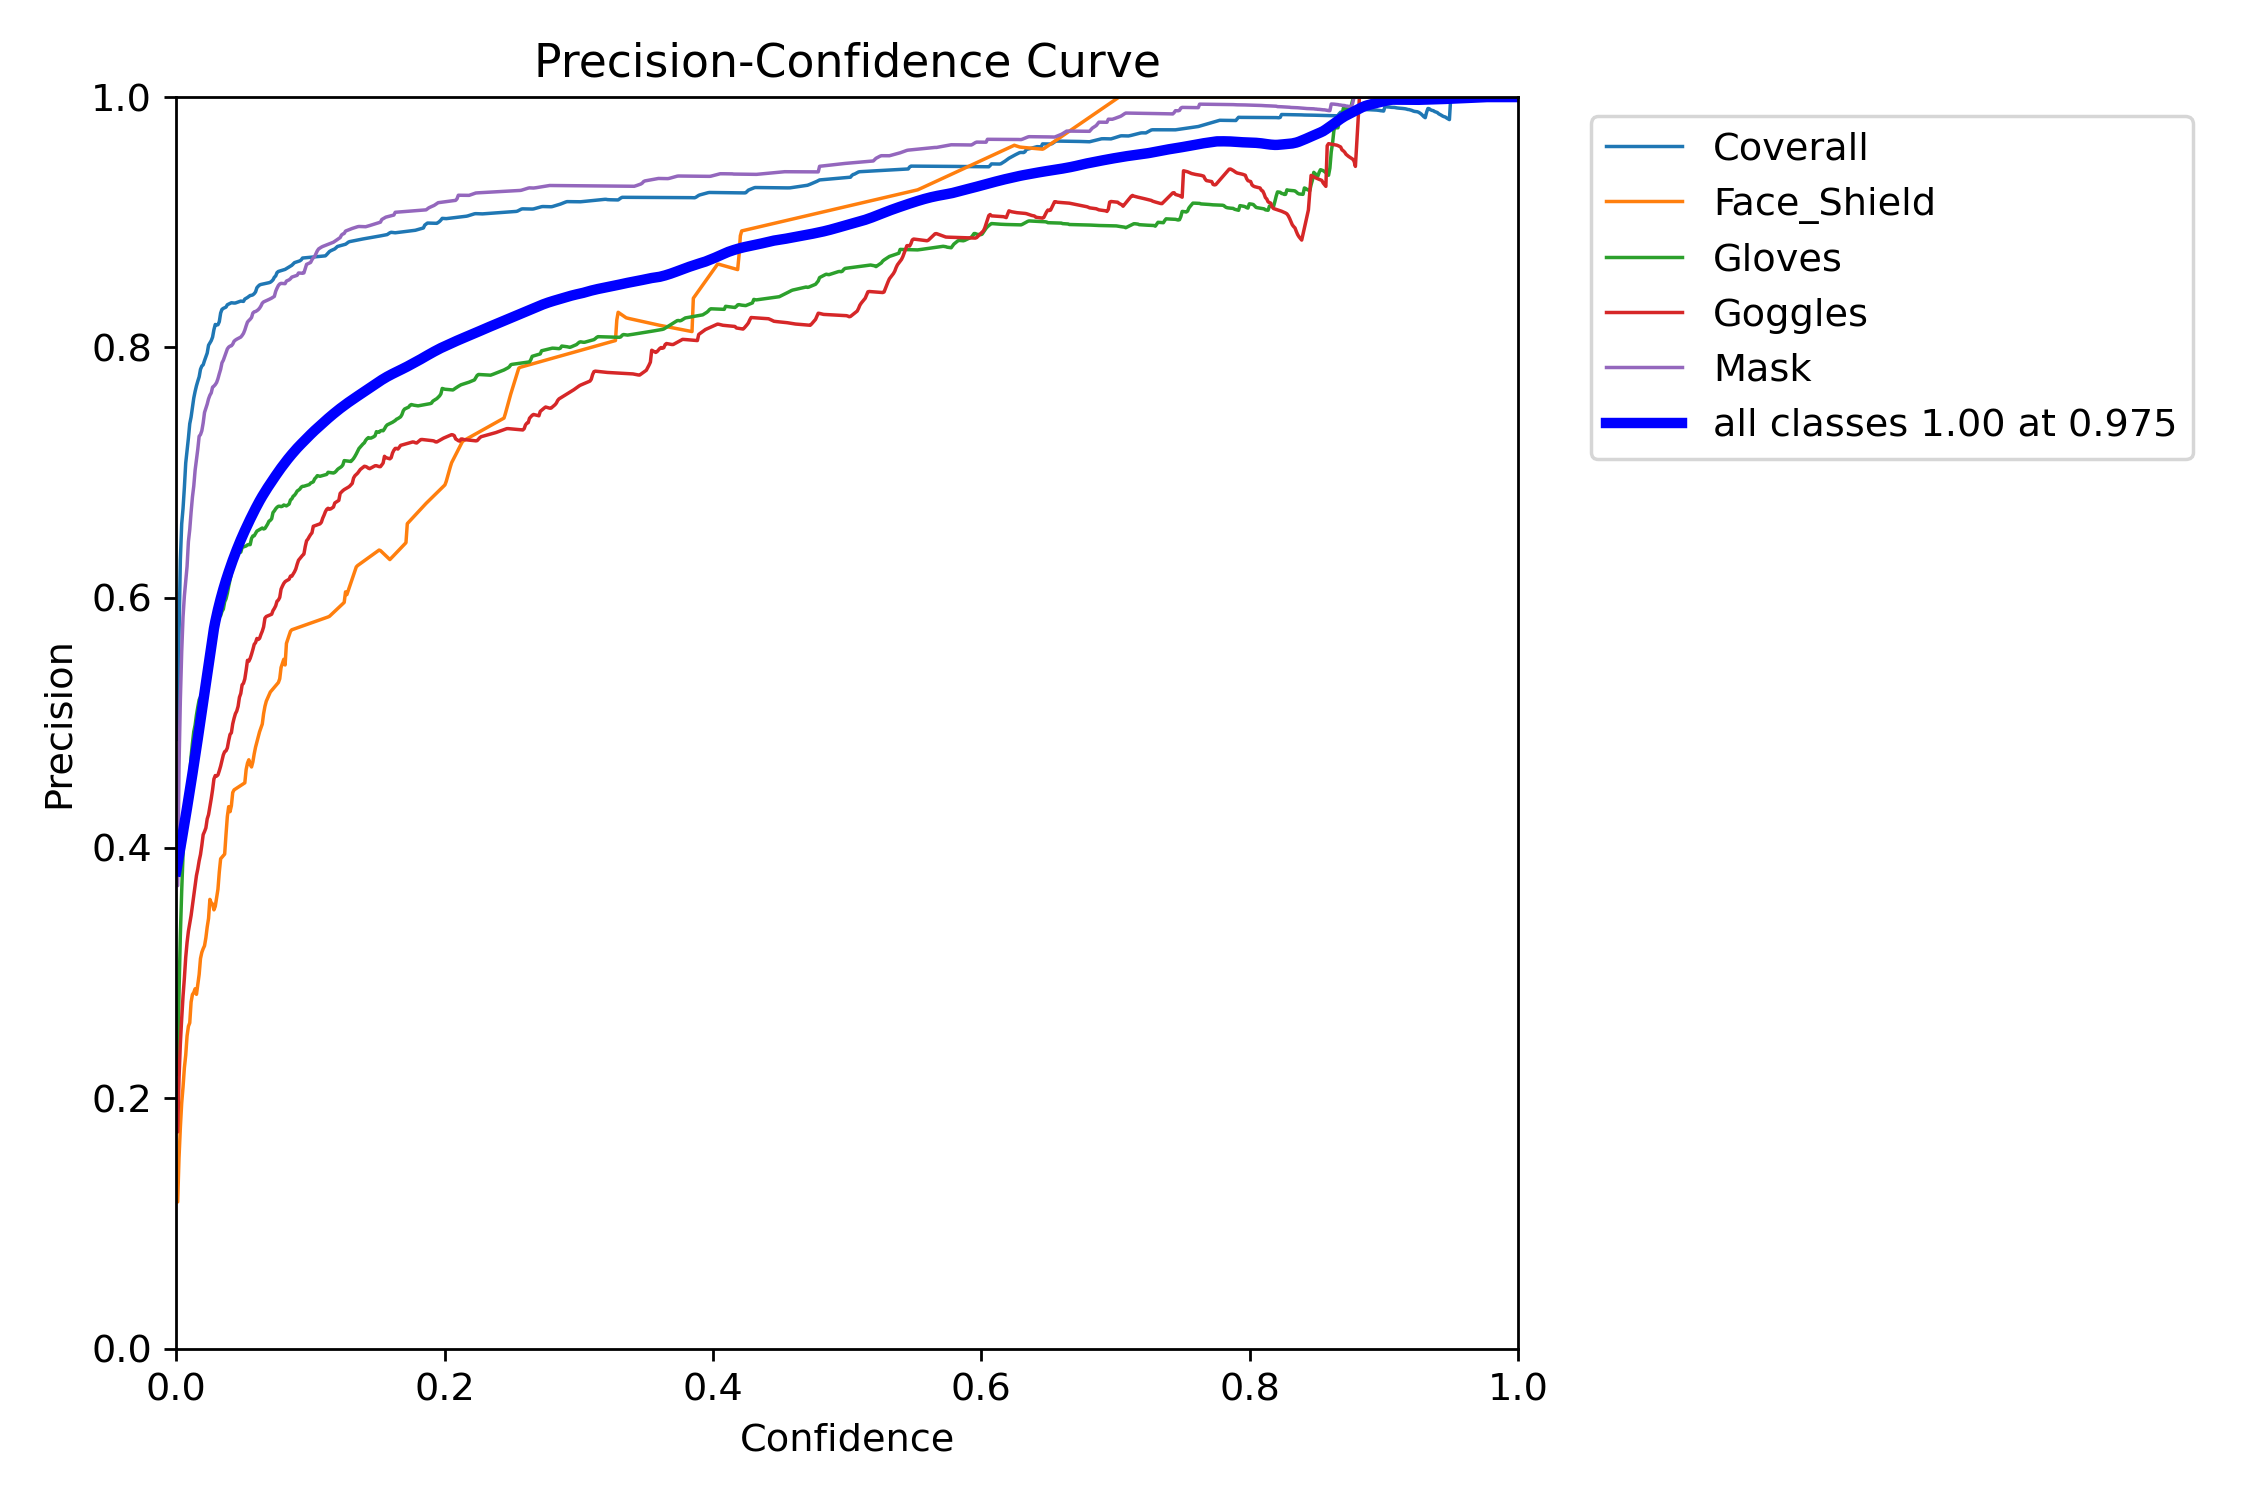 Precision-Confidence Curve
1.0
0.8
0.6
0.4
0.2
0.0
Precision
0.0 0.2 0.4 0.6 0.8 1.0
Confidence
Coverall
Face_Shield
Gloves
Goggles
Mask
all classes 1.00 at 0.975